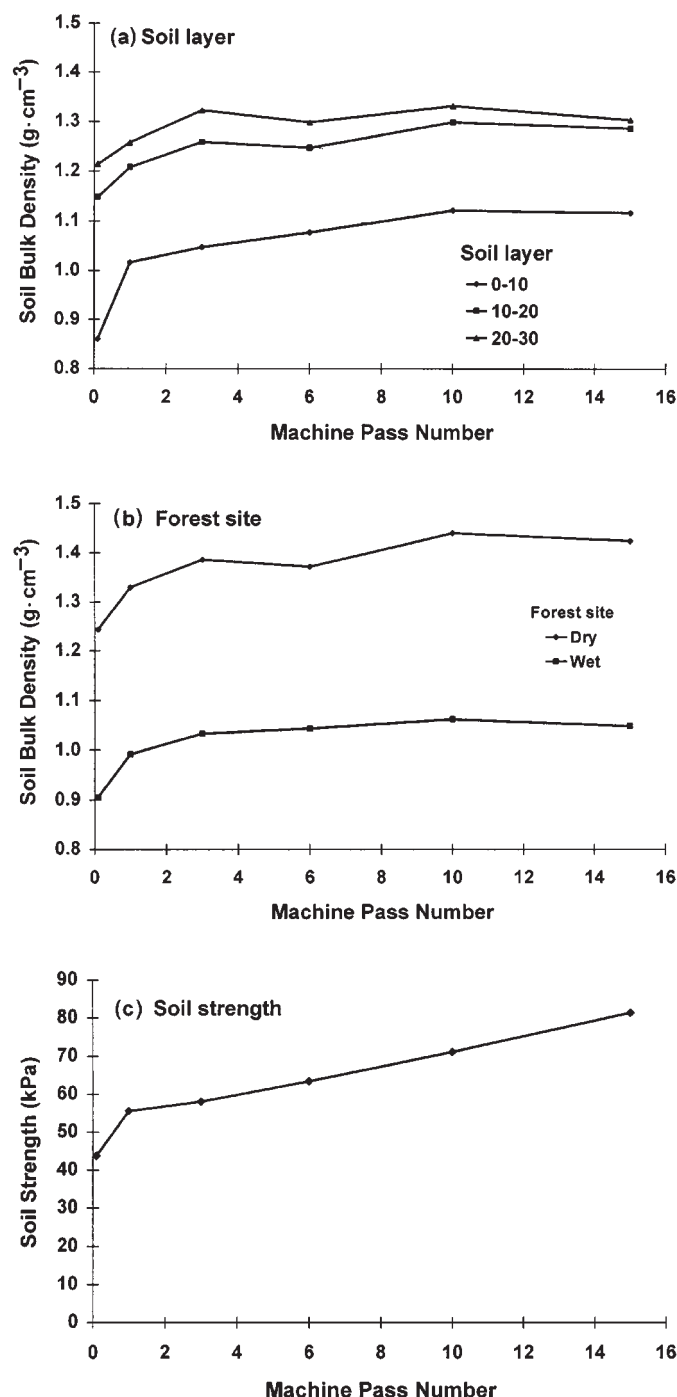 (a) Soil layer
Soil Bulk Density (g·cm⁻³)
1.5
1.4
1.3
1.2
1.1
1.0
0.9
0.8
Soil layer
0-10
10-20
20-30
0 2 4 6 8 10 12 14 16
Machine Pass Number
(b) Forest site
Soil Bulk Density (g·cm⁻³)
1.5
1.4
1.3
1.2
1.1
1.0
0.9
0.8
Forest site
Dry
Wet
0 2 4 6 8 10 12 14 16
Machine Pass Number
(c) Soil strength
Soil Strength (kPa)
90
80
70
60
50
40
30
20
10
0
0 2 4 6 8 10 12 14 16
Machine Pass Number